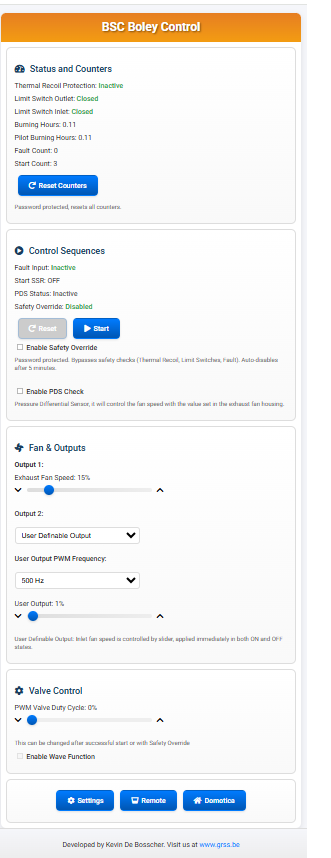 BSC Boley Control
Status and Counters
Thermal Recoil Protection: Inactive
Limit Switch Outlet: Closed
Limit Switch Inlet: Closed
Burning Hours: 0.11
Pilot Burning Hours: 0.11
Fault Count: 0
Start Count: 3
Reset Counters
Password protected, resets all counters.
Control Sequences
Fault Input: Inactive
Start SSR: OFF
PDS Status: Inactive
Safety Override: Disabled
Reset Start
Enable Safety Override
Password protected. Bypasses safety checks (Thermal Recoil, Limit Switches, Fault). Auto-disables
after 5 minutes.
Enable PDS Check
Pressure Differential Sensor, it will control the fan speed with the value set in the exhaust fan housing.
Fan & Outputs
Output 1:
Exhaust Fan Speed: 15%
Output 2:
User Definable Output
User Output PWM Frequency:
500 Hz
User Output: 1%
User Definable Output: Inlet fan speed is controlled by slider, applied immediately in both ON and OFF
states.
Valve Control
PWM Valve Duty Cycle: 0%
This can be changed after successful start or with Safety Override
Enable Wave Function
Settings Remote Domotica
Developed by Kevin De Bosscher. Visit us at www.grss.be